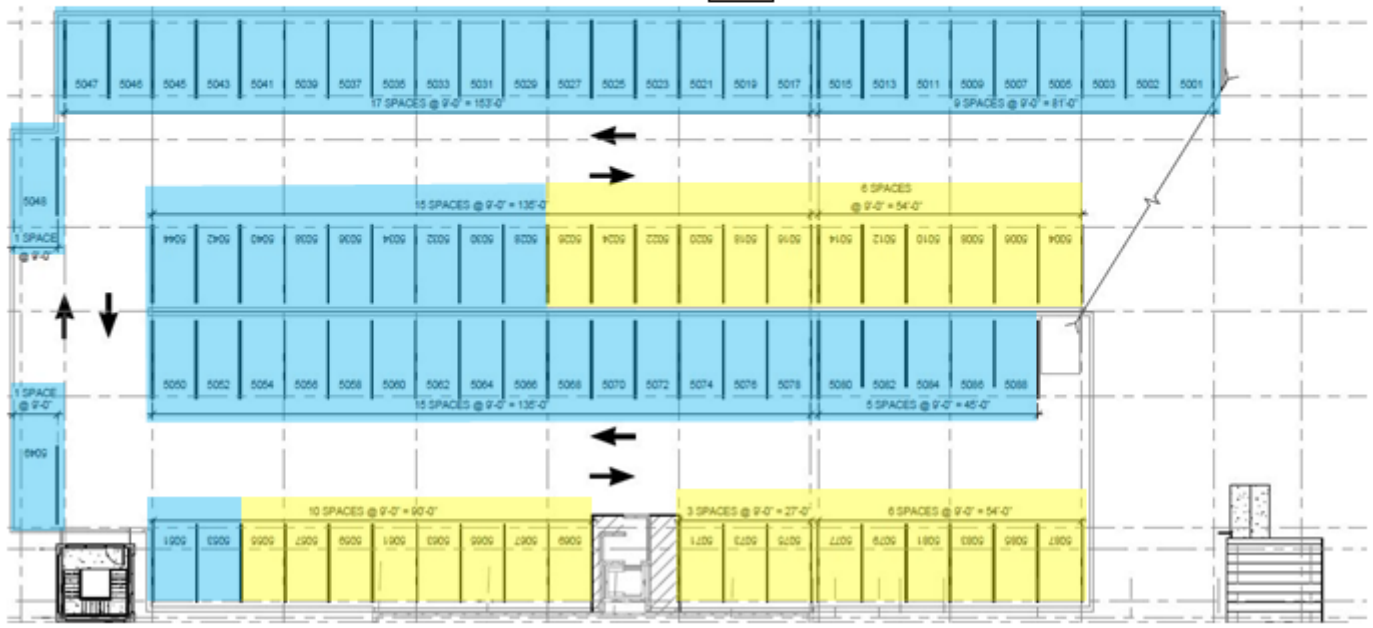 5047 5046 5045 5043 5041 5039 5037 5035 5033 5031 5029 5027 5025 5023 5021 5019 5017 5015 5013 5011 5009 5007 5005 5003 5002 5001
17 SPACES @ 9'-0" = 153'-0" 9 SPACES @ 9'-0" = 81'-0"
5048
1 SPACE
@ 9'-0"
15 SPACES @ 9'-0" = 135'-0"
6 SPACES
@ 9'-0" = 54'-0"
5044 5042 5040 5038 5036 5034 5032 5030 5028 5026 5024 5022 5020 5018 5016 5014 5012 5010 5008 5006 5004
5050 5052 5054 5056 5058 5060 5062 5064 5066 5068 5070 5072 5074 5076 5078 5080 5082 5084 5086 5088
15 SPACES @ 9'-0" = 135'-0" 5 SPACES @ 9'-0" = 45'-0"
1 SPACE
@ 9'-0"
5049
10 SPACES @ 9'-0" = 90'-0" 3 SPACES @ 9'-0" = 27'-0" 6 SPACES @ 9'-0" = 54'-0"
5051 5053 5055 5057 5059 5061 5063 5065 5067 5069 5071 5073 5075 5077 5079 5081 5083 5085 5087